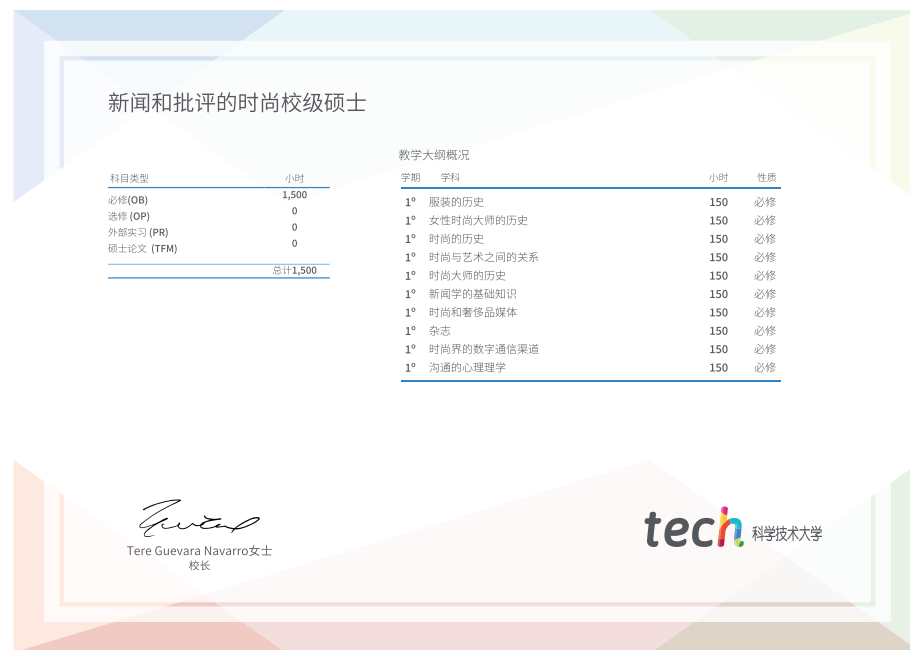 新闻和批评的时尚校级硕士
科目类型 小时
必修(OB) 1,500
选修 (OP) 0
外部实习 (PR) 0
硕士论文 (TFM) 0
总计1,500
教学大纲概况
学期 学科 小时 性质
1º 服装的历史 150 必修
1º 女性时尚大师的历史 150 必修
1º 时尚的历史 150 必修
1º 时尚与艺术之间的关系 150 必修
1º 时尚大师的历史 150 必修
1º 新闻学的基础知识 150 必修
1º 时尚和奢侈品媒体 150 必修
1º 杂志 150 必修
1º 时尚界的数字通信渠道 150 必修
1º 沟通的心理理学 150 必修
Tere Guevara Navarro女士
校长
tech 科学技术大学